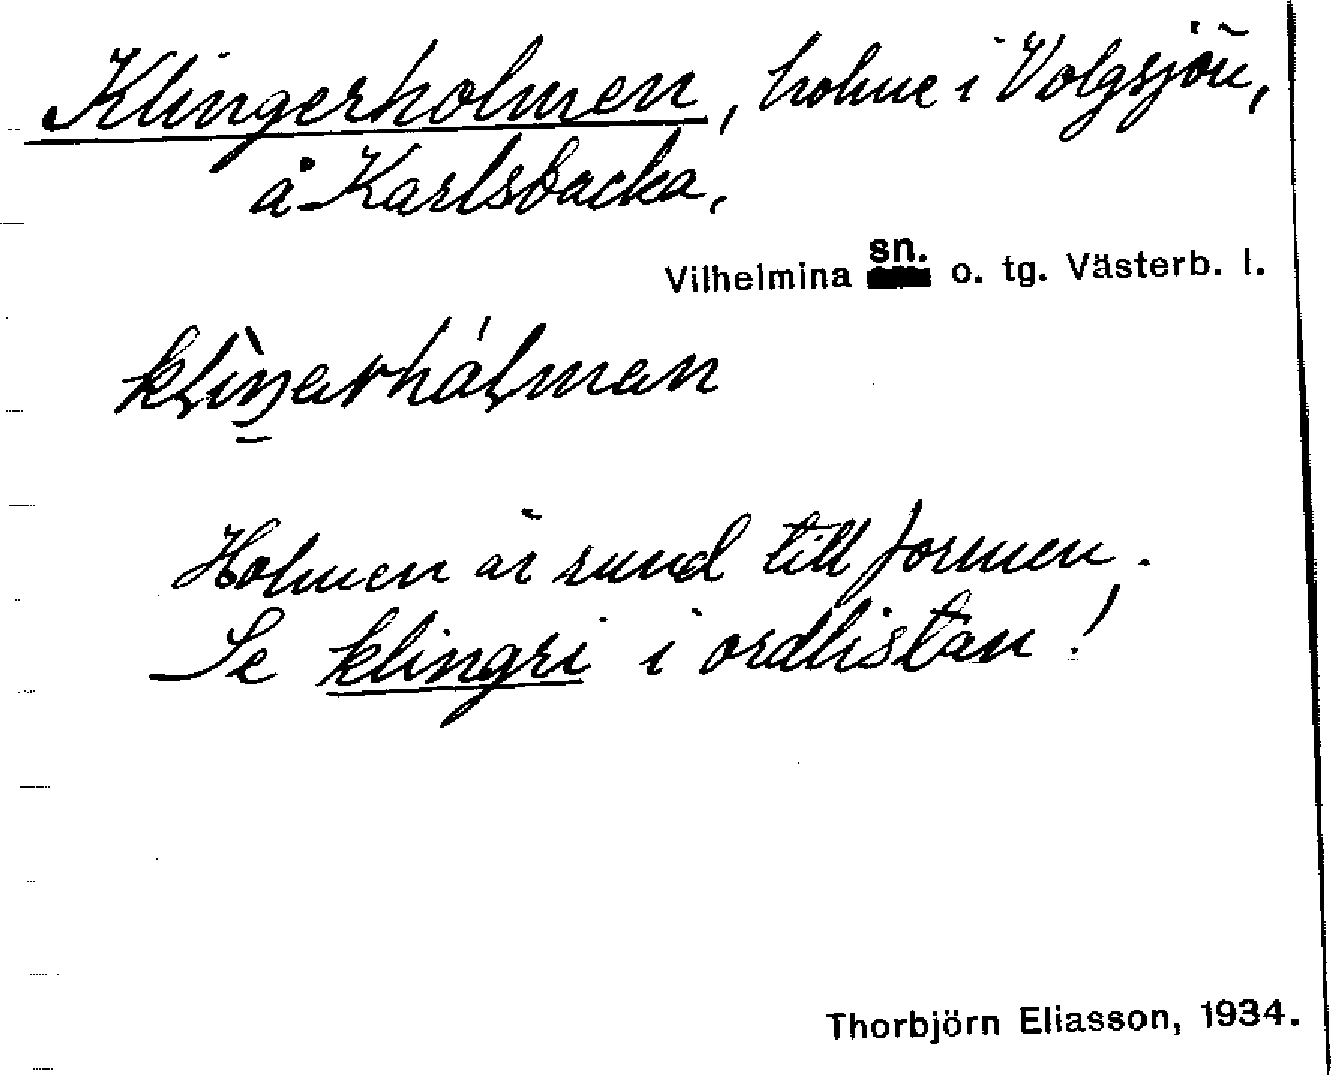 Klingerholmen, holme i Volgsjön,
å Karlsbacka,
Vilhelmina sn. o. tg. Västerb. l.
klìŋərhálmən
Holmen är rund till formen.
Se klingri i ordlistan!
Thorbjörn Eliasson, 1934.